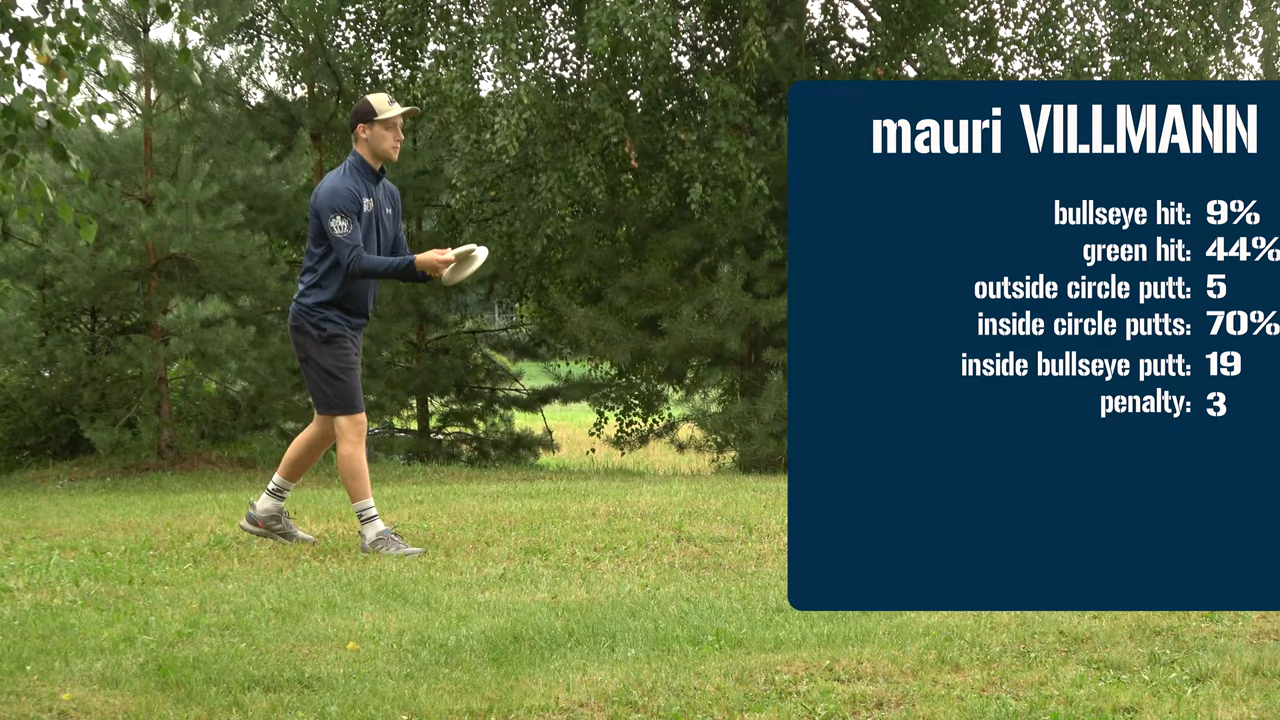 mauri VILLMANN
bullseye hit: 9%
green hit: 44%
outside circle putt: 5
inside circle putts: 70%
inside bullseye putt: 19
penalty: 3